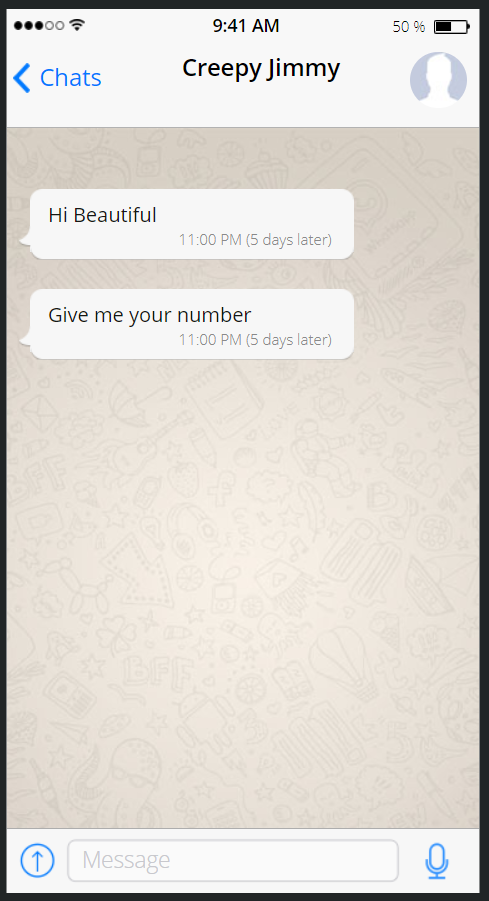 9:41 AM
50 %
Chats
Creepy Jimmy
Hi Beautiful
11:00 PM (5 days later)
Give me your number
11:00 PM (5 days later)
BFF
Message